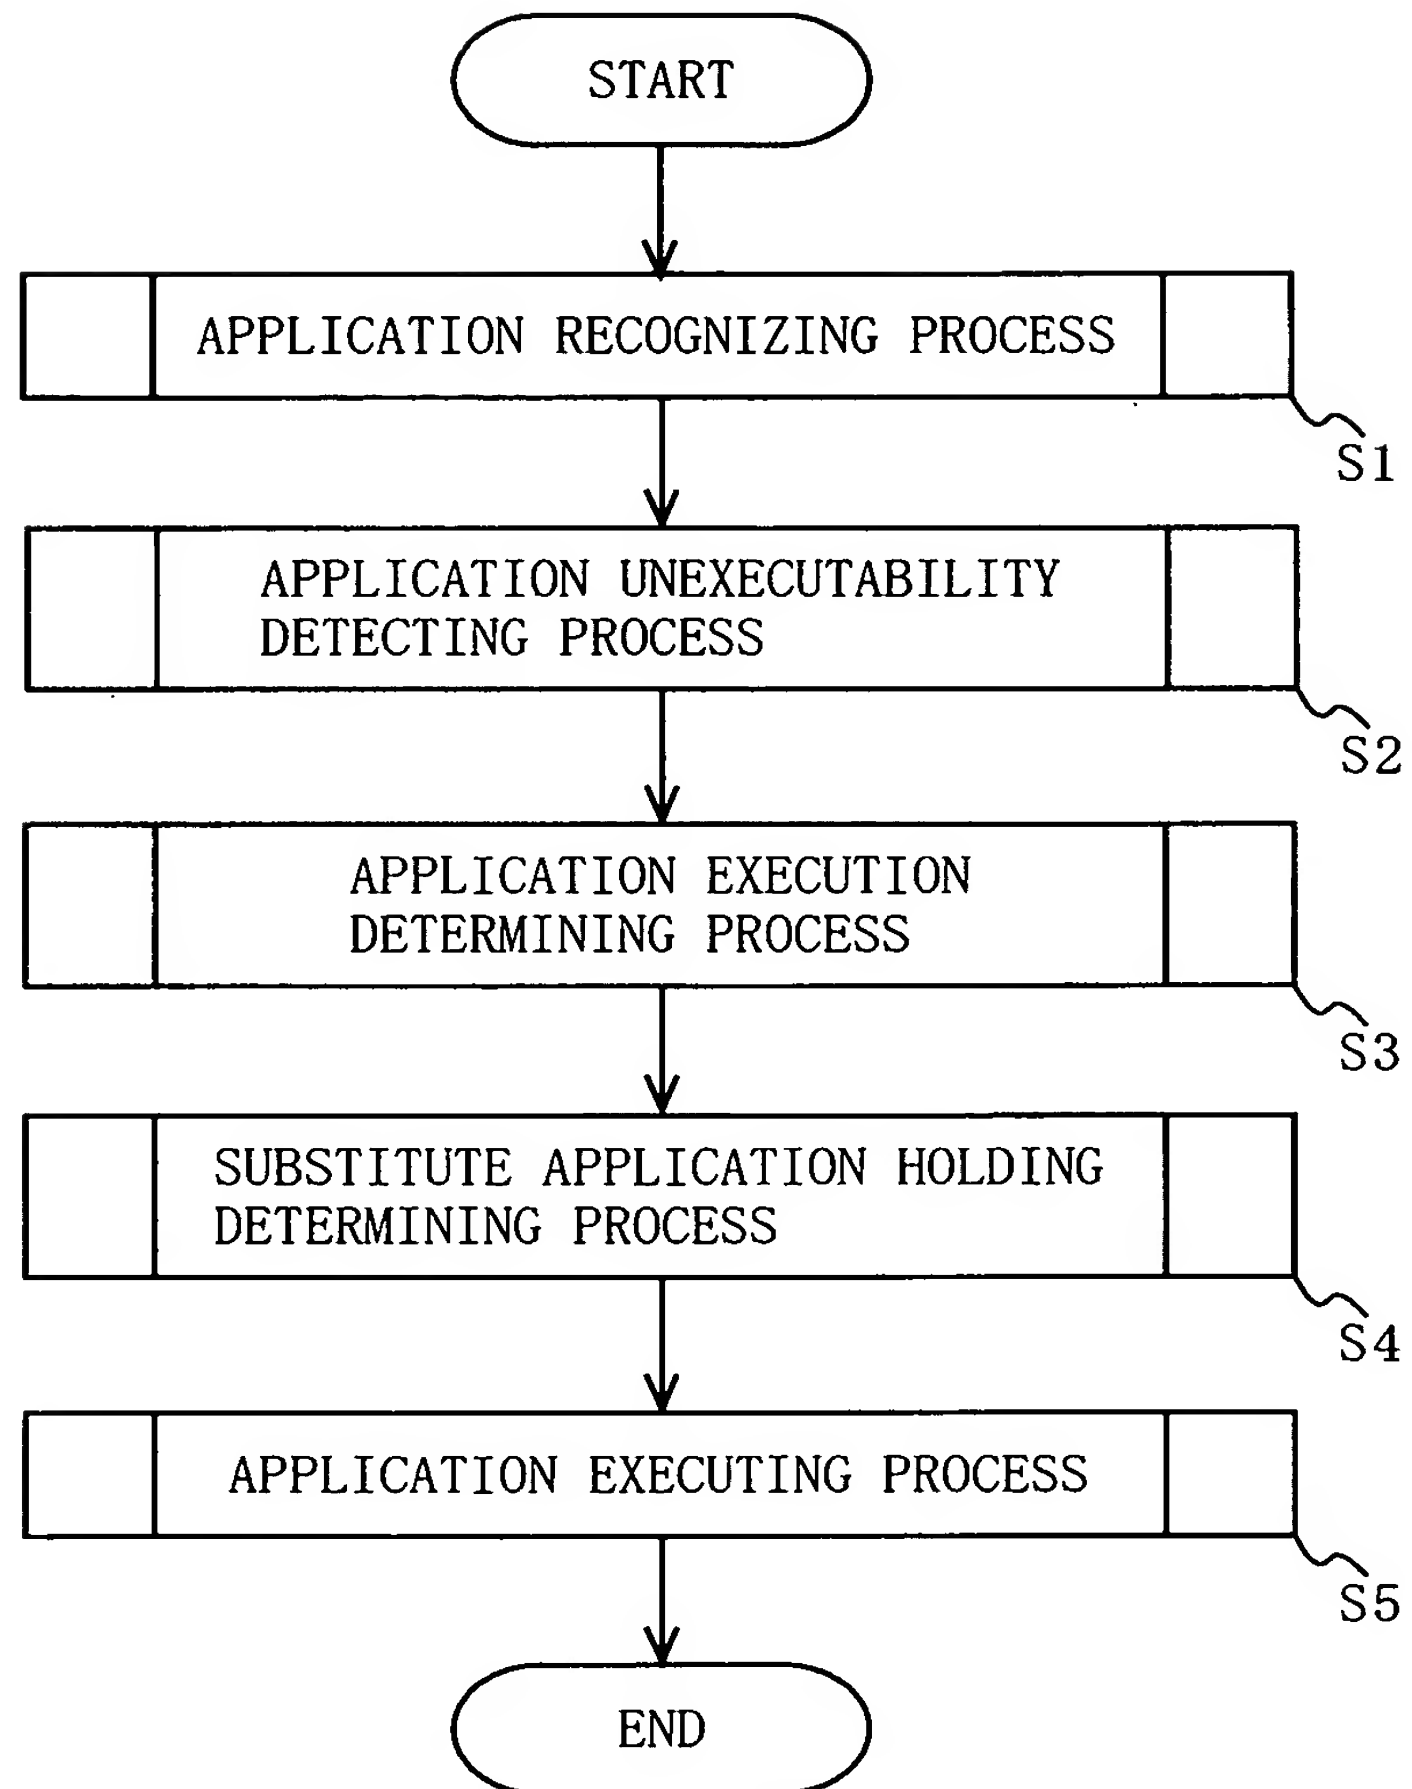 START
APPLICATION RECOGNIZING PROCESS
S1
APPLICATION UNEXECUTABILITY
DETECTING PROCESS
S2
APPLICATION EXECUTION
DETERMINING PROCESS
S3
SUBSTITUTE APPLICATION HOLDING
DETERMINING PROCESS
S4
APPLICATION EXECUTING PROCESS
S5
END